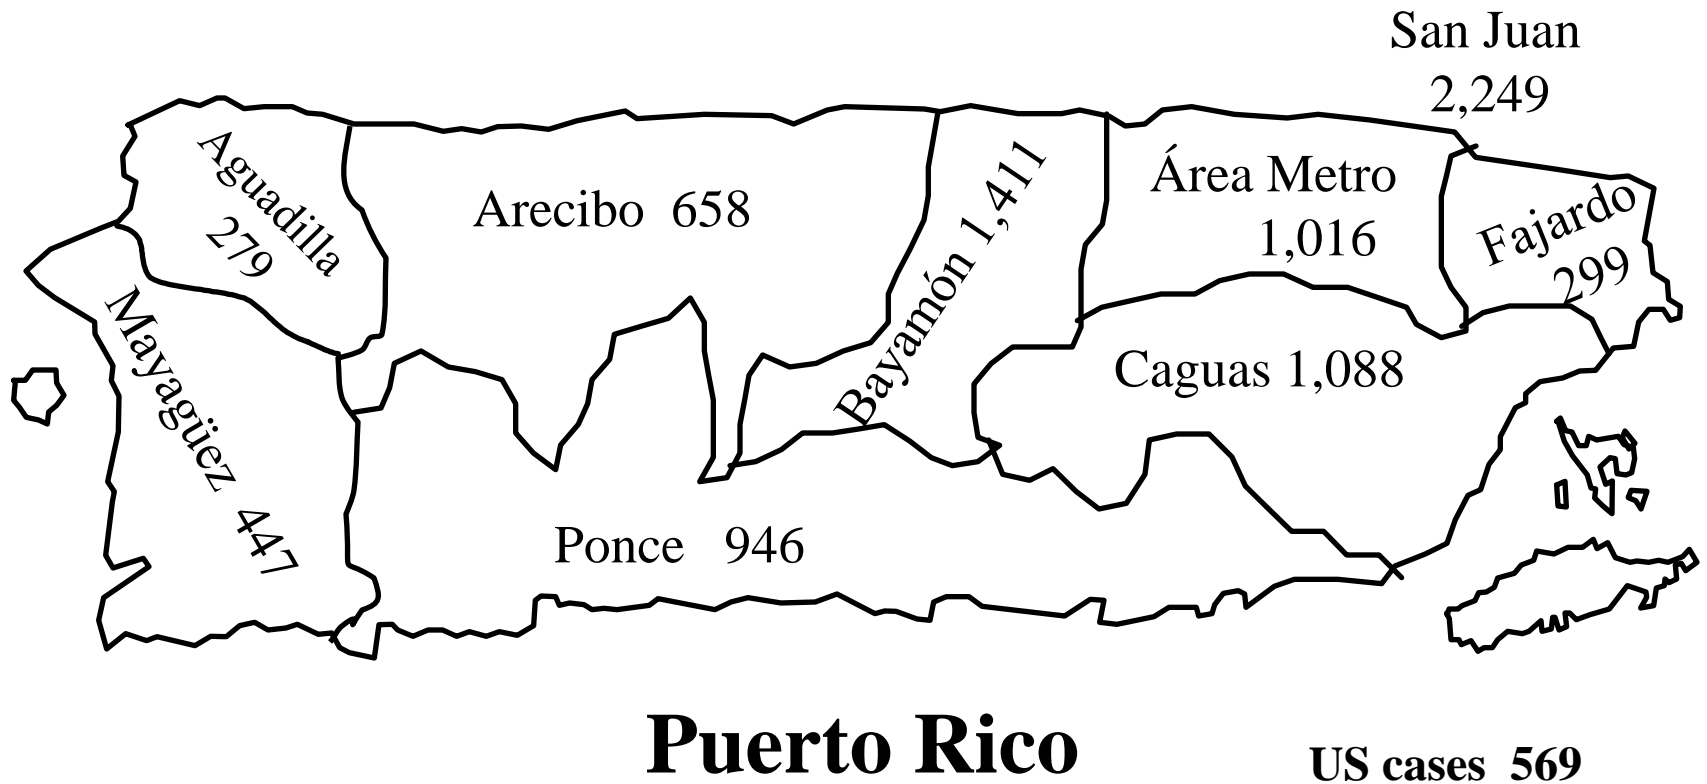 San Juan
2,249
Aguadilla
279
Arecibo 658
Bayamón 1,411
Área Metro
1,016
Fajardo
299
Mayagüez 447
Caguas 1,088
Ponce 946
Puerto Rico
US cases 569